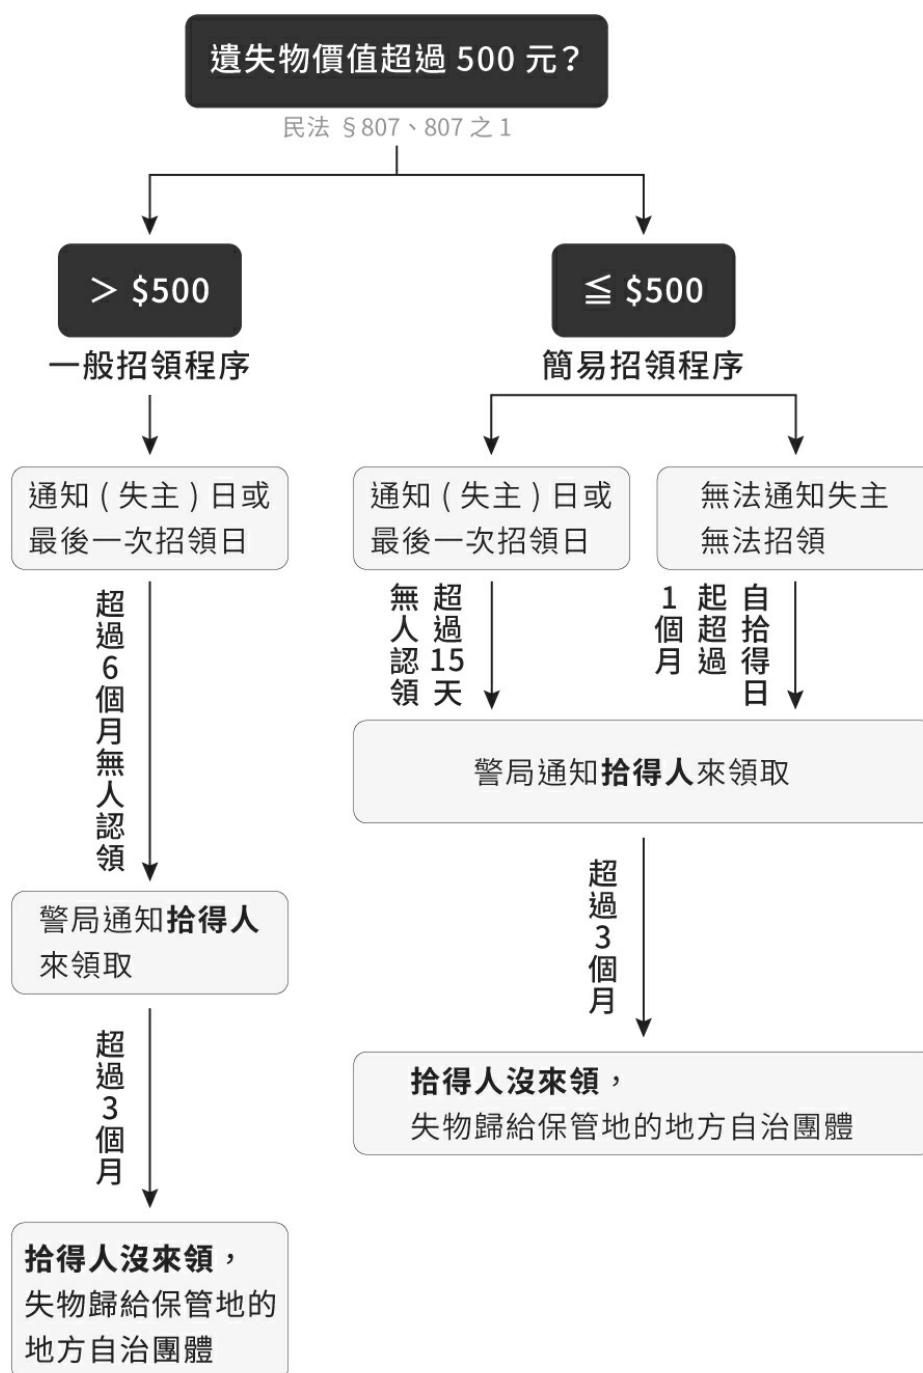 遺失物價值超過 500 元？
民法 §807、807 之 1
＞ $500
一般招領程序
通知 ( 失主 ) 日或
最後一次招領日
超過6個月無人認領
警局通知拾得人
來領取
超過3個月
拾得人沒來領，
失物歸給保管地的
地方自治團體
≦ $500
簡易招領程序
通知 ( 失主 ) 日或
最後一次招領日
超過15天
無人認領
無法通知失主
無法招領
自拾得日
起超過
1個月
警局通知拾得人來領取
超過3個月
拾得人沒來領，
失物歸給保管地的地方自治團體